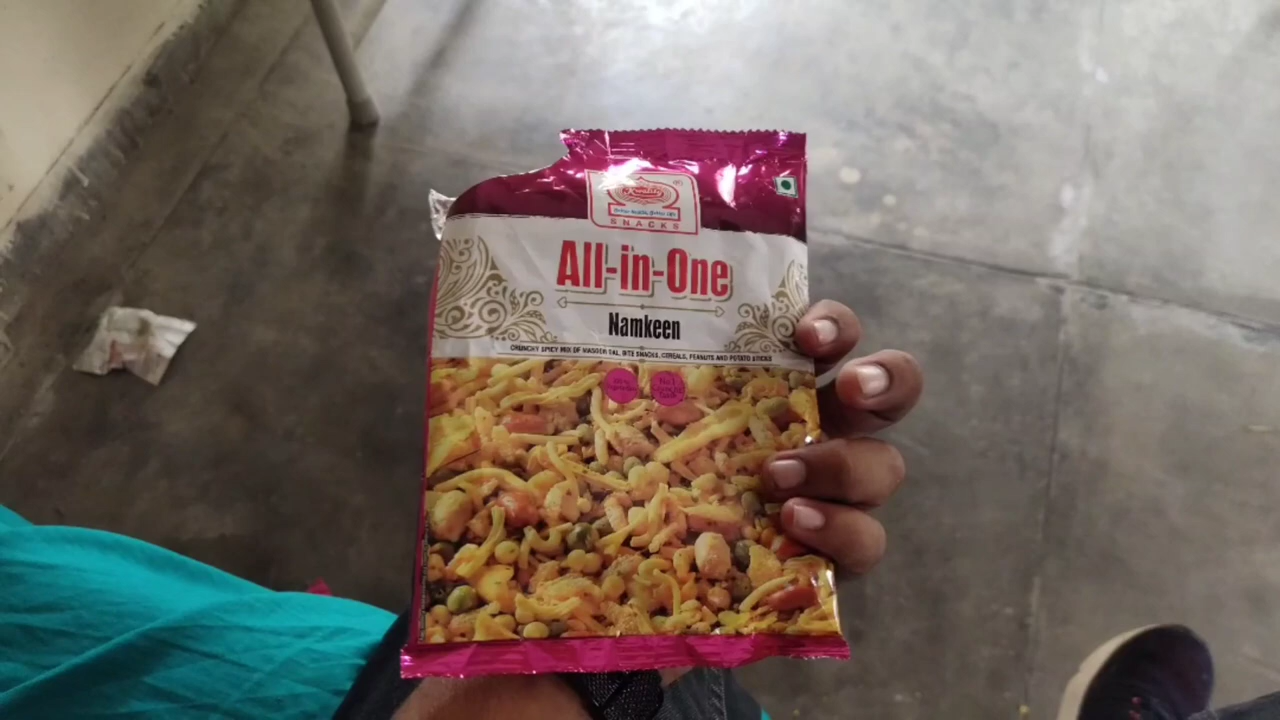 ®
SNACKS
All-in-One
Namkeen
CRUNCHY SPICY MIX OF MASOOR DAL, BITE SNACKS, CEREALS, PEANUTS AND POTATO STICKS